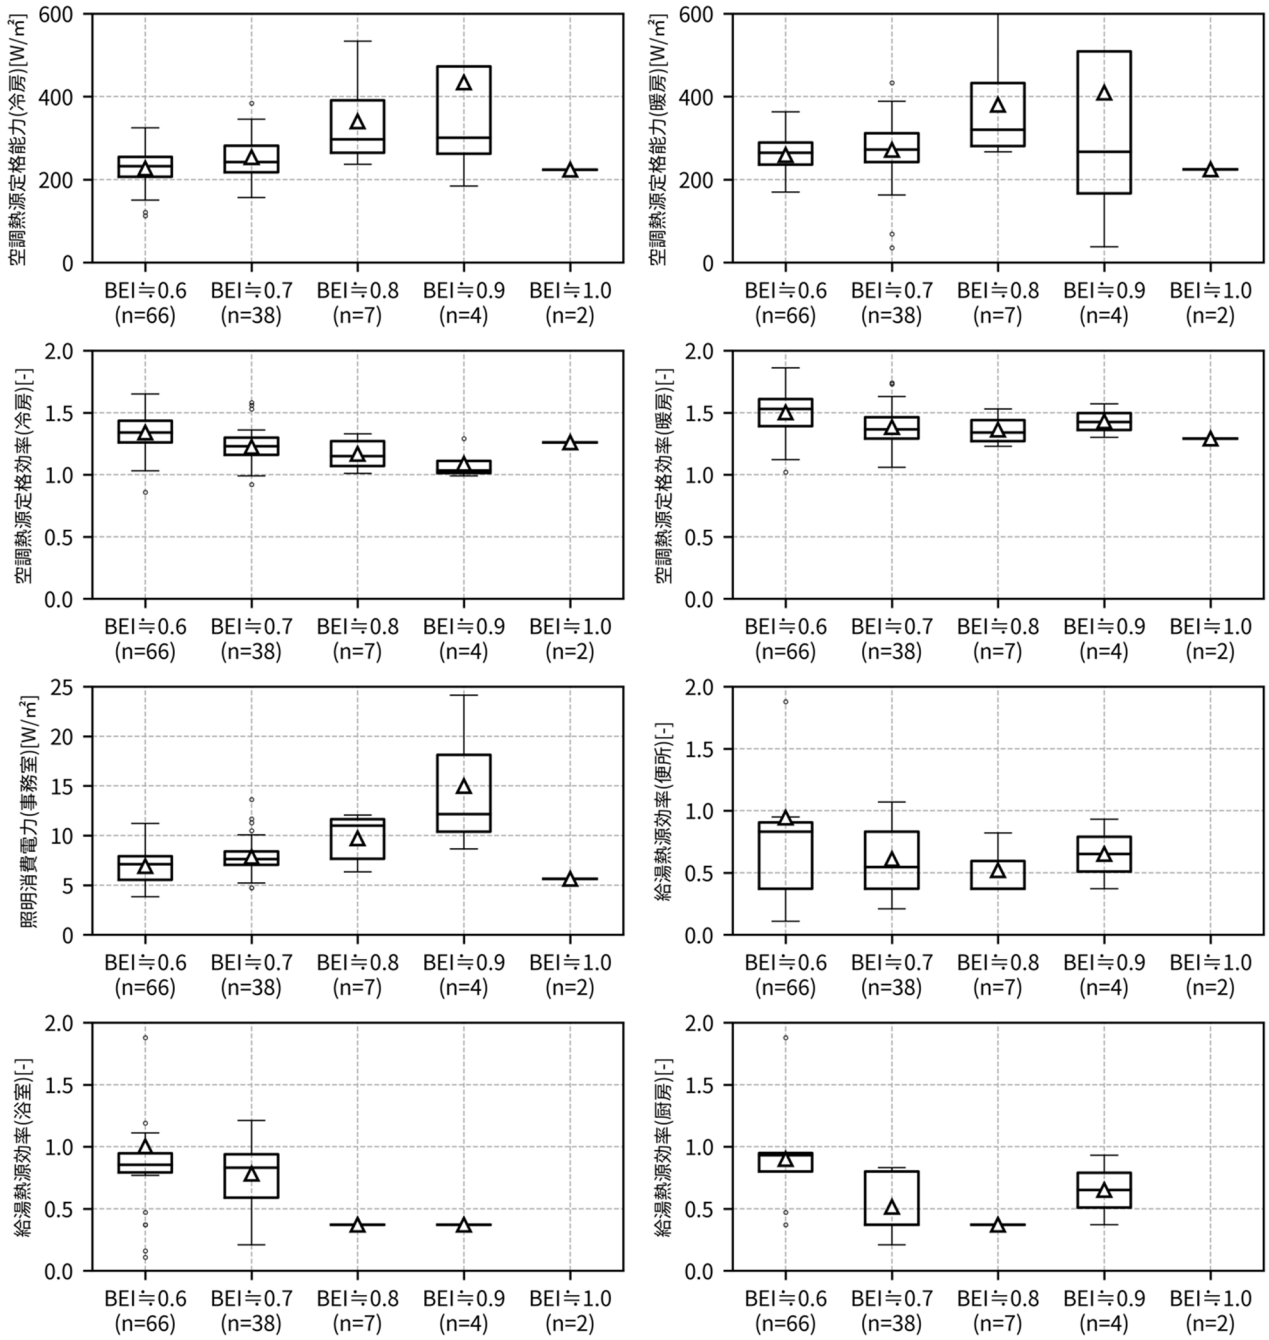 空調熱源定格能力(冷房)[W/㎡]
600
400
200
0
BEI≒0.6 BEI≒0.7 BEI≒0.8 BEI≒0.9 BEI≒1.0
(n=66) (n=38) (n=7) (n=4) (n=2)
空調熱源定格能力(暖房)[W/㎡]
600
400
200
0
BEI≒0.6 BEI≒0.7 BEI≒0.8 BEI≒0.9 BEI≒1.0
(n=66) (n=38) (n=7) (n=4) (n=2)
空調熱源定格効率(冷房)[-]
2.0
1.5
1.0
0.5
0.0
BEI≒0.6 BEI≒0.7 BEI≒0.8 BEI≒0.9 BEI≒1.0
(n=66) (n=38) (n=7) (n=4) (n=2)
空調熱源定格効率(暖房)[-]
2.0
1.5
1.0
0.5
0.0
BEI≒0.6 BEI≒0.7 BEI≒0.8 BEI≒0.9 BEI≒1.0
(n=66) (n=38) (n=7) (n=4) (n=2)
照明消費電力(事務室)[W/㎡]
25
20
15
10
5
0
BEI≒0.6 BEI≒0.7 BEI≒0.8 BEI≒0.9 BEI≒1.0
(n=66) (n=38) (n=7) (n=4) (n=2)
給湯熱源効率(便所)[-]
2.0
1.5
1.0
0.5
0.0
BEI≒0.6 BEI≒0.7 BEI≒0.8 BEI≒0.9 BEI≒1.0
(n=66) (n=38) (n=7) (n=4) (n=2)
給湯熱源効率(浴室)[-]
2.0
1.5
1.0
0.5
0.0
BEI≒0.6 BEI≒0.7 BEI≒0.8 BEI≒0.9 BEI≒1.0
(n=66) (n=38) (n=7) (n=4) (n=2)
給湯熱源効率(厨房)[-]
2.0
1.5
1.0
0.5
0.0
BEI≒0.6 BEI≒0.7 BEI≒0.8 BEI≒0.9 BEI≒1.0
(n=66) (n=38) (n=7) (n=4) (n=2)